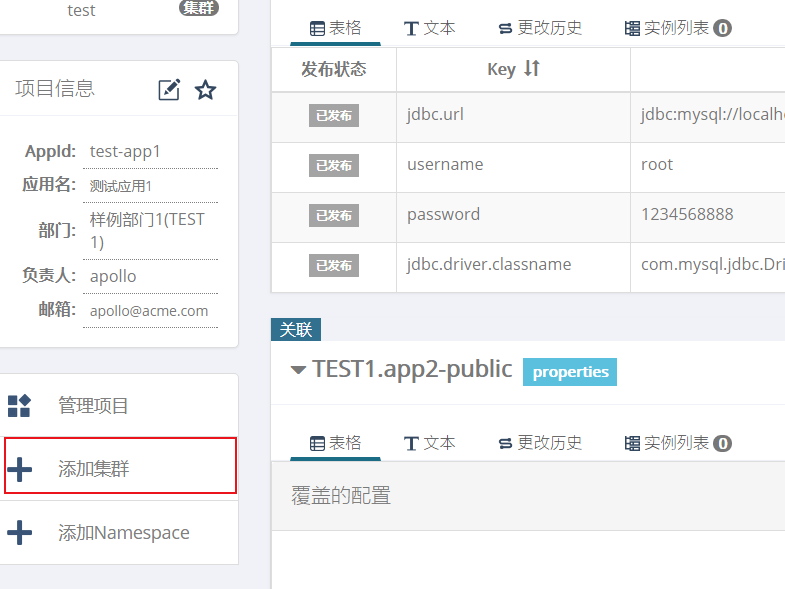 test 集群
项目信息
AppId: test-app1
应用名: 测试应用1
部门: 样例部门1(TEST
1)
负责人: apollo
邮箱: apollo@acme.com
管理项目
添加集群
添加Namespace
表格 文本 更改历史 实例列表 0
发布状态 Key
已发布 jdbc.url jdbc:mysql://localh
已发布 username root
已发布 password 1234568888
已发布 jdbc.driver.classname com.mysql.jdbc.Dri
关联
TEST1.app2-public properties
表格 文本 更改历史 实例列表 0
覆盖的配置